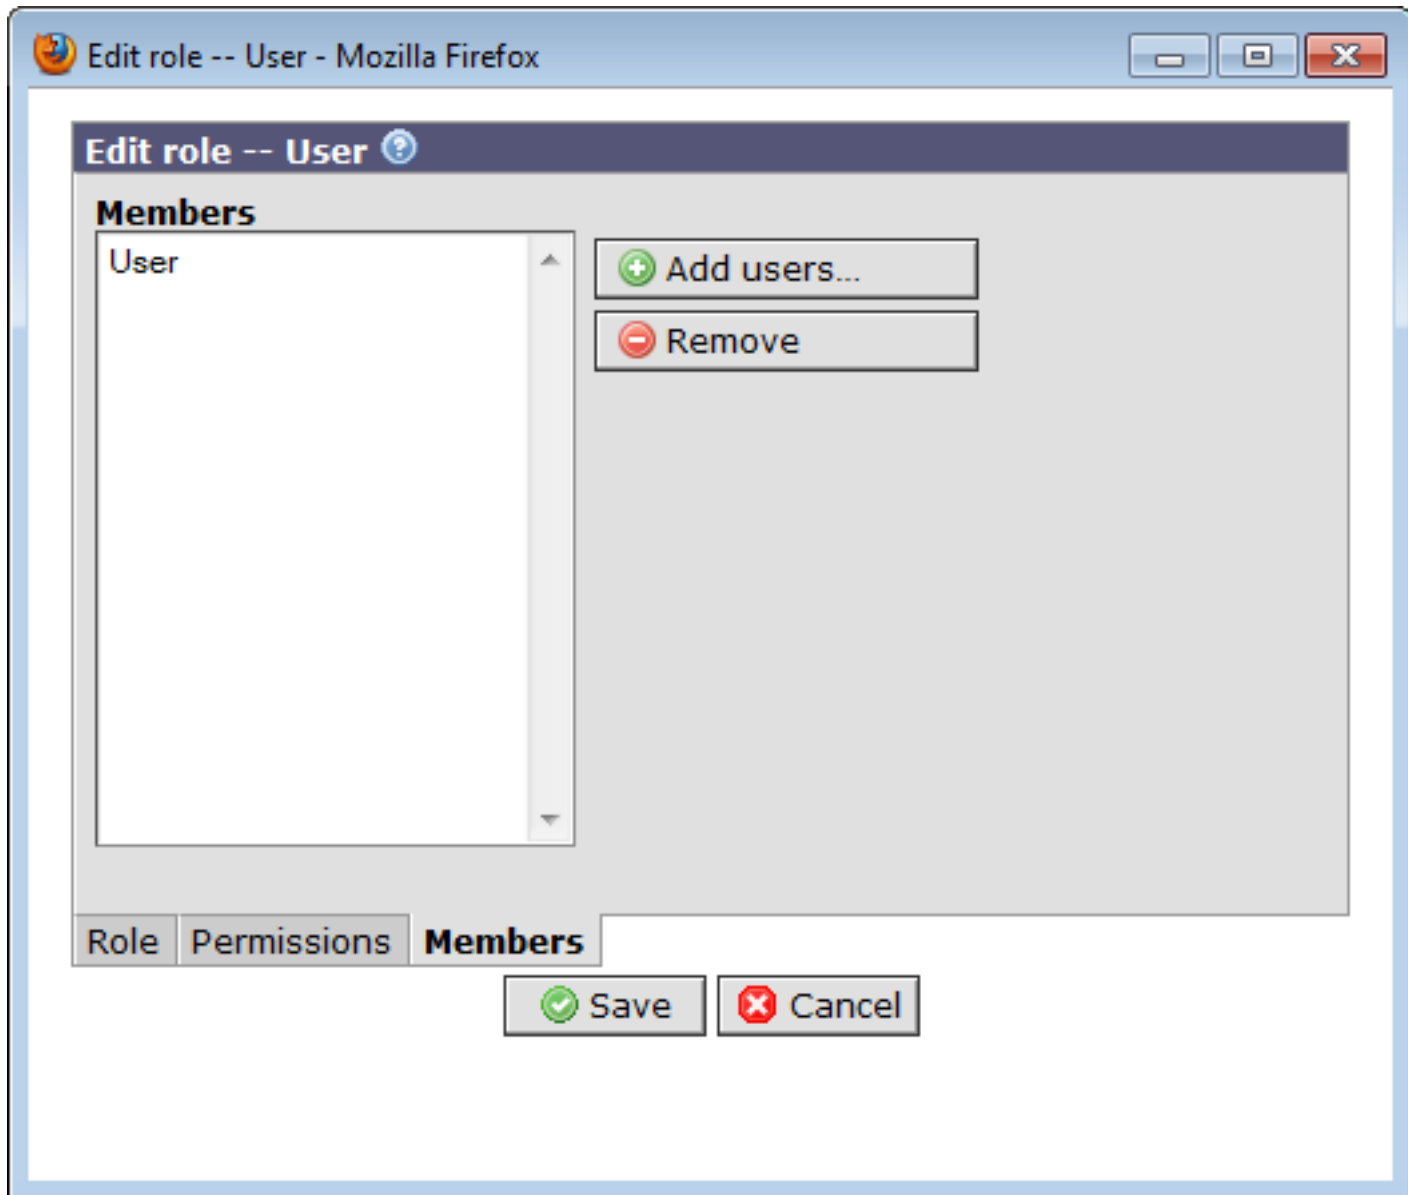 Edit role -- User - Mozilla Firefox
Edit role -- User
Members
User
Add users...
Remove
Role Permissions Members
Save Cancel